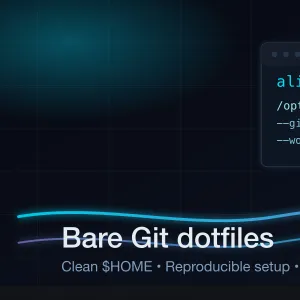 ali
/opt
--gi
--wo
Bare Git dotfiles
Clean $HOME • Reproducible setup •